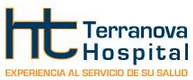 ht Terranova
Hospital
EXPERIENCIA AL SERVICIO DE SU SALUD